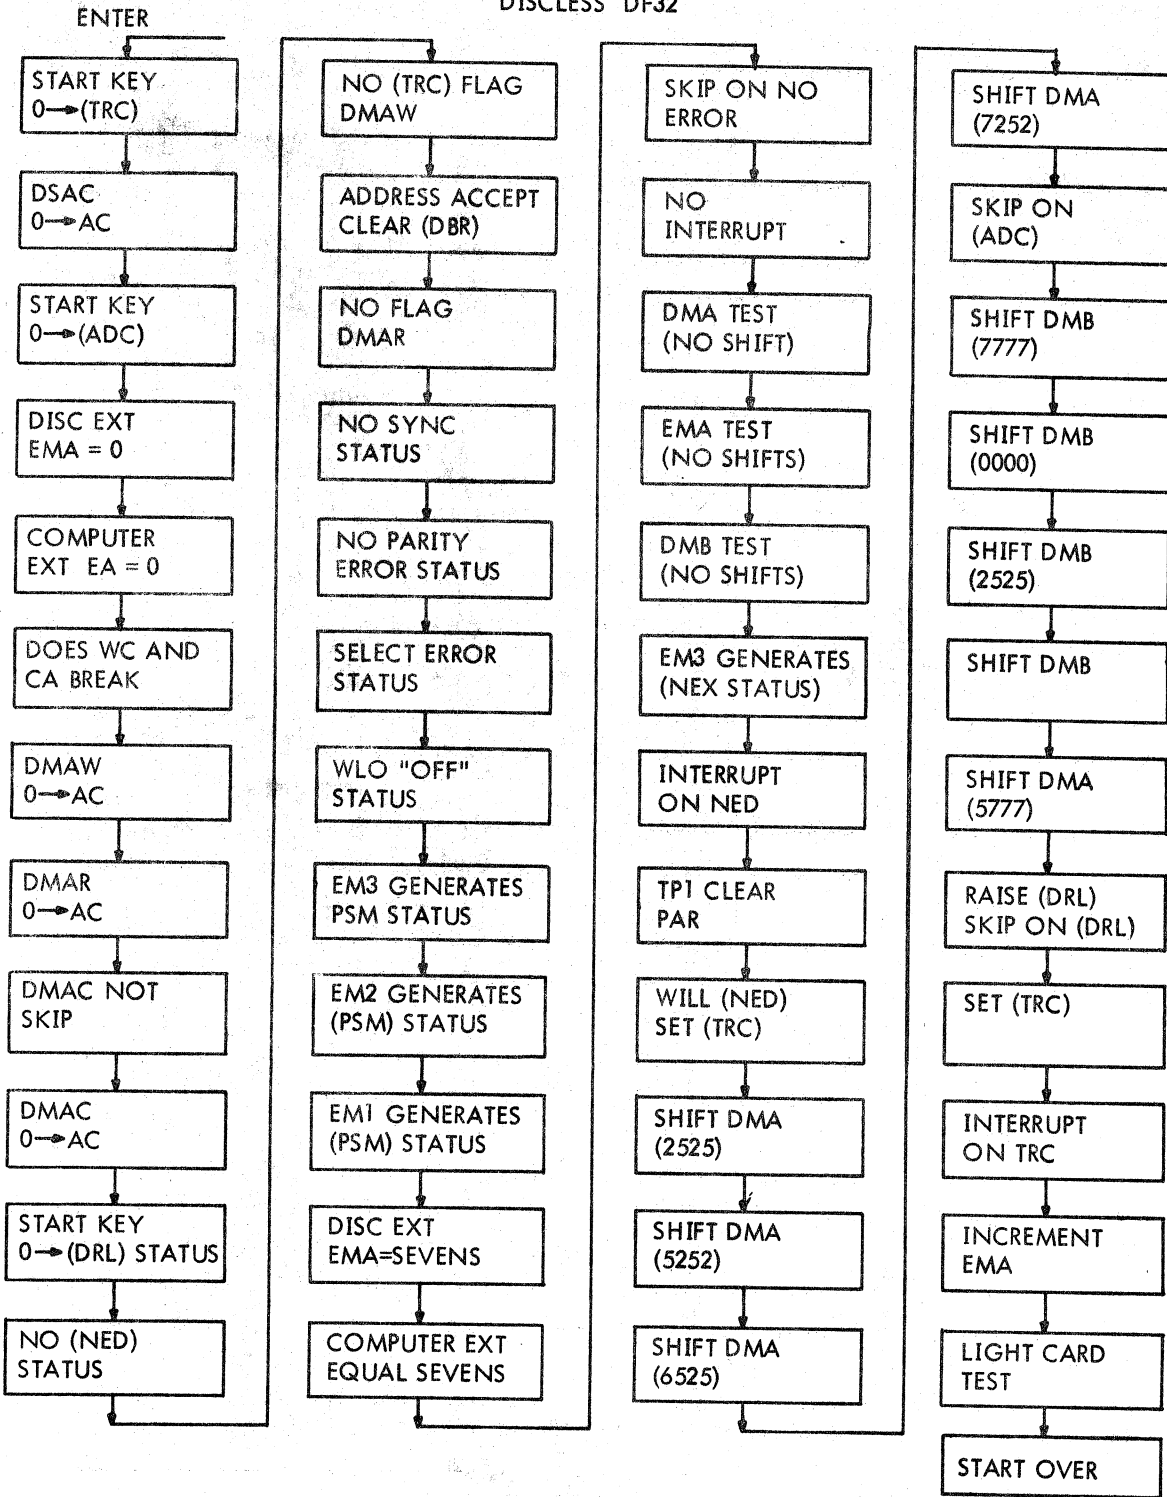 DISCLESS DF32
ENTER
START KEY
0→(TRC)
DSAC
0→AC
START KEY
0→(ADC)
DISC EXT
EMA = 0
COMPUTER
EXT EA = 0
DOES WC AND
CA BREAK
DMAW
0→AC
DMAR
0→AC
DMAC NOT
SKIP
DMAC
0→AC
START KEY
0→(DRL) STATUS
NO (NED)
STATUS
NO (TRC) FLAG
DMAW
ADDRESS ACCEPT
CLEAR (DBR)
NO FLAG
DMAR
NO SYNC
STATUS
NO PARITY
ERROR STATUS
SELECT ERROR
STATUS
WLO "OFF"
STATUS
EM3 GENERATES
PSM STATUS
EM2 GENERATES
(PSM) STATUS
EM1 GENERATES
(PSM) STATUS
DISC EXT
EMA=SEVENS
COMPUTER EXT
EQUAL SEVENS
SKIP ON NO
ERROR
NO
INTERRUPT
DMA TEST
(NO SHIFT)
EMA TEST
(NO SHIFTS)
DMB TEST
(NO SHIFTS)
EM3 GENERATES
(NEX STATUS)
INTERRUPT
ON NED
TP1 CLEAR
PAR
WILL (NED)
SET (TRC)
SHIFT DMA
(2525)
SHIFT DMA
(5252)
SHIFT DMA
(6525)
SHIFT DMA
(7252)
SKIP ON
(ADC)
SHIFT DMB
(7777)
SHIFT DMB
(0000)
SHIFT DMB
(2525)
SHIFT DMB
SHIFT DMA
(5777)
RAISE (DRL)
SKIP ON (DRL)
SET (TRC)
INTERRUPT
ON TRC
INCREMENT
EMA
LIGHT CARD
TEST
START OVER